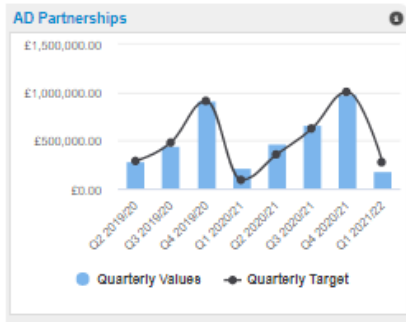 AD Partnerships
£1,500,000.00
£1,000,000.00
£500,000.00
£0.00
Q2 2019/20
Q3 2019/20
Q4 2019/20
Q1 2020/21
Q2 2020/21
Q3 2020/21
Q4 2020/21
Q1 2021/22
Quarterly Values Quarterly Target